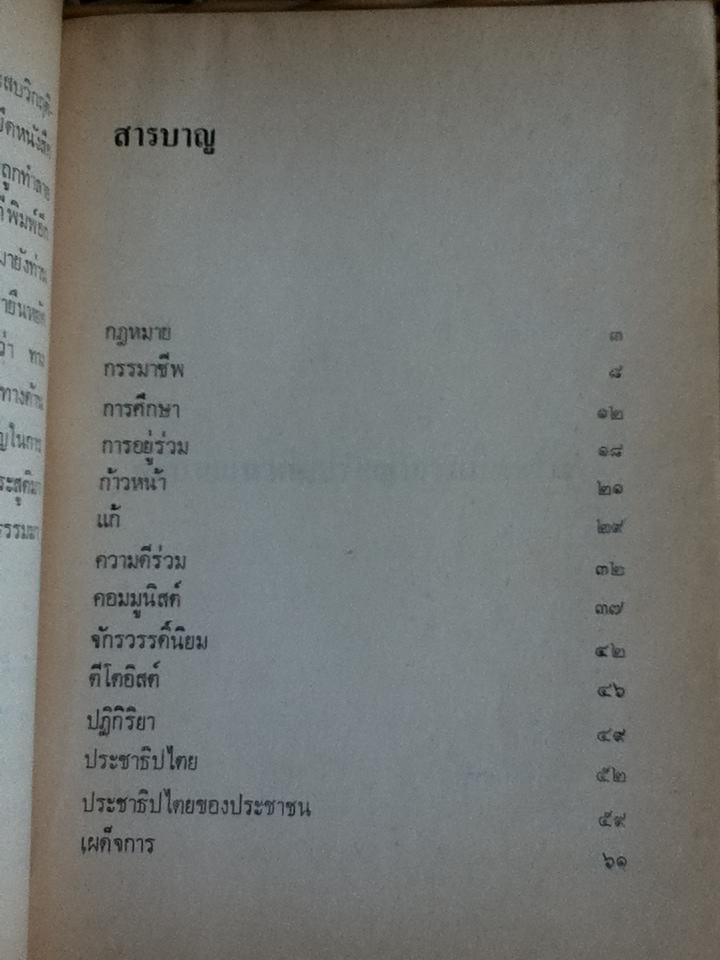 สารบาญ
กฎหมาย ๓
กรรมาชีพ ๘
การศึกษา ๑๒
การอยู่ร่วม ๑๘
ก้าวหน้า ๒๑
แก้ ๒๙
ความดีร่วม ๓๒
คอมมูนิสต์ ๓๗
จักรวรรดิ์นิยม ๔๒
ตีโตอิสต์ ๔๖
ปฏิกิริยา ๔๙
ประชาธิปไตย ๕๒
ประชาธิปไตยของประชาชน ๕๙
เผด็จการ ๖๑